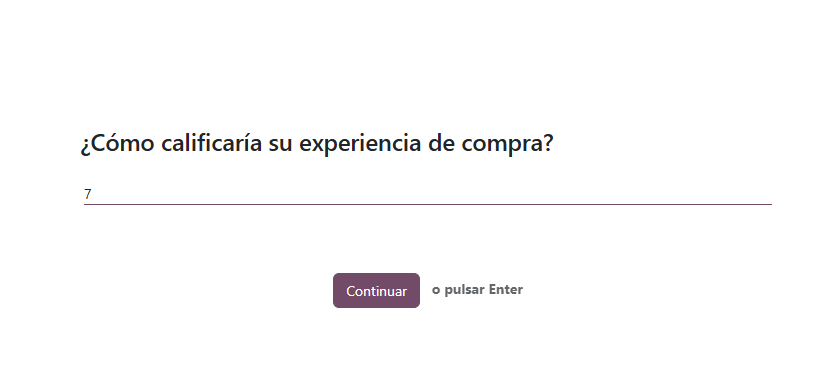 ¿Cómo calificaría su experiencia de compra?
7
Continuar o pulsar Enter